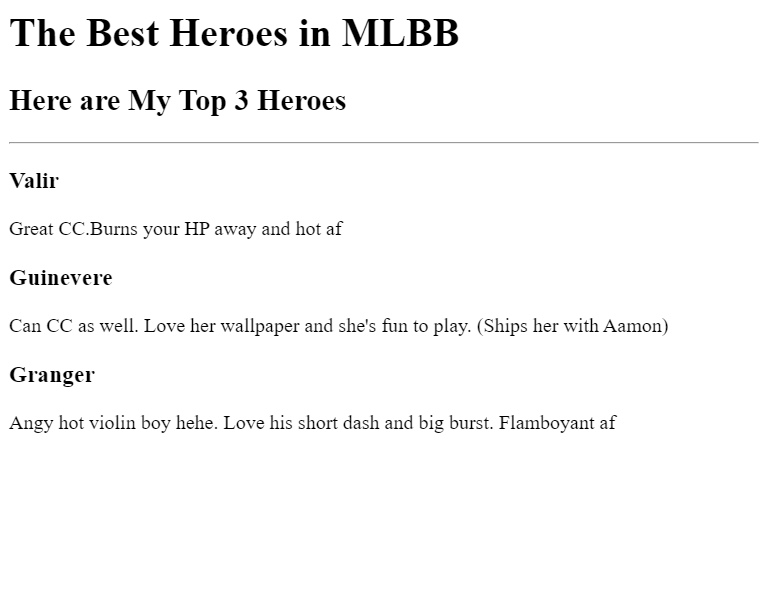 The Best Heroes in MLBB
Here are My Top 3 Heroes
Valir
Great CC.Burns your HP away and hot af
Guinevere
Can CC as well. Love her wallpaper and she's fun to play. (Ships her with Aamon)
Granger
Angy hot violin boy hehe. Love his short dash and big burst. Flamboyant af